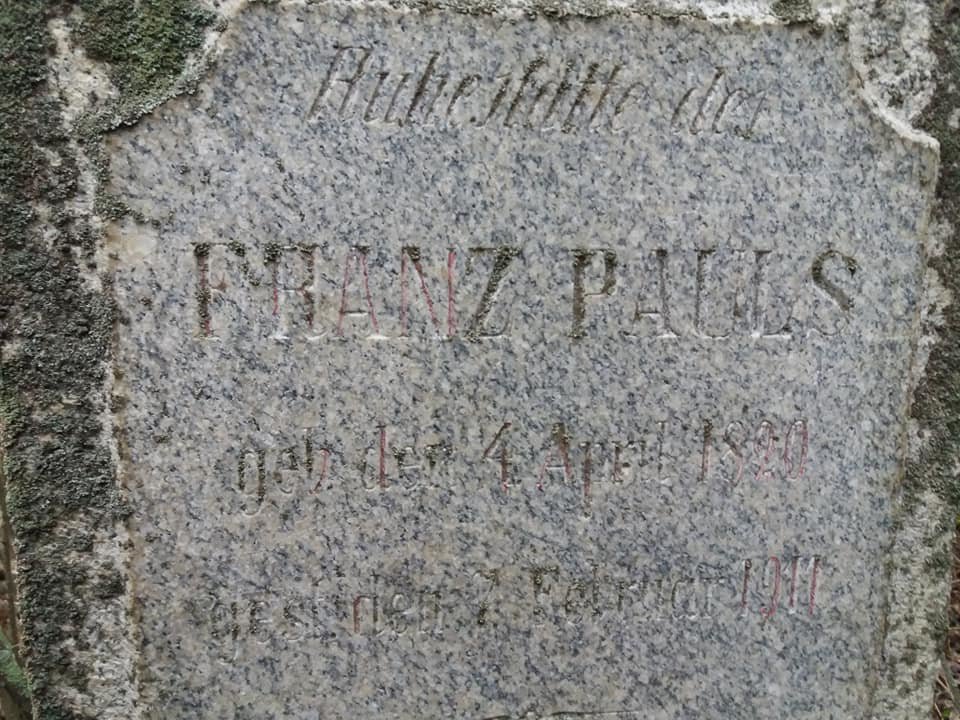 Ruhestätte des
FRANZ PAULS
geb den 4 April 1820
gest den 7 Februar 1911